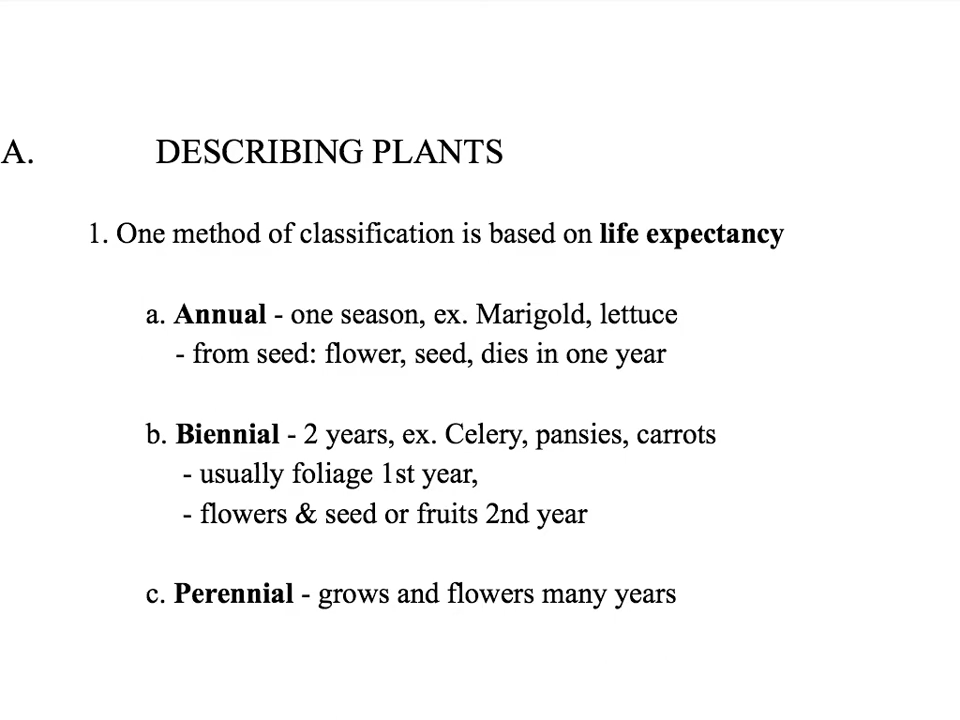 A. DESCRIBING PLANTS
1. One method of classification is based on life expectancy
a. Annual - one season, ex. Marigold, lettuce
- from seed: flower, seed, dies in one year
b. Biennial - 2 years, ex. Celery, pansies, carrots
- usually foliage 1st year,
- flowers & seed or fruits 2nd year
c. Perennial - grows and flowers many years